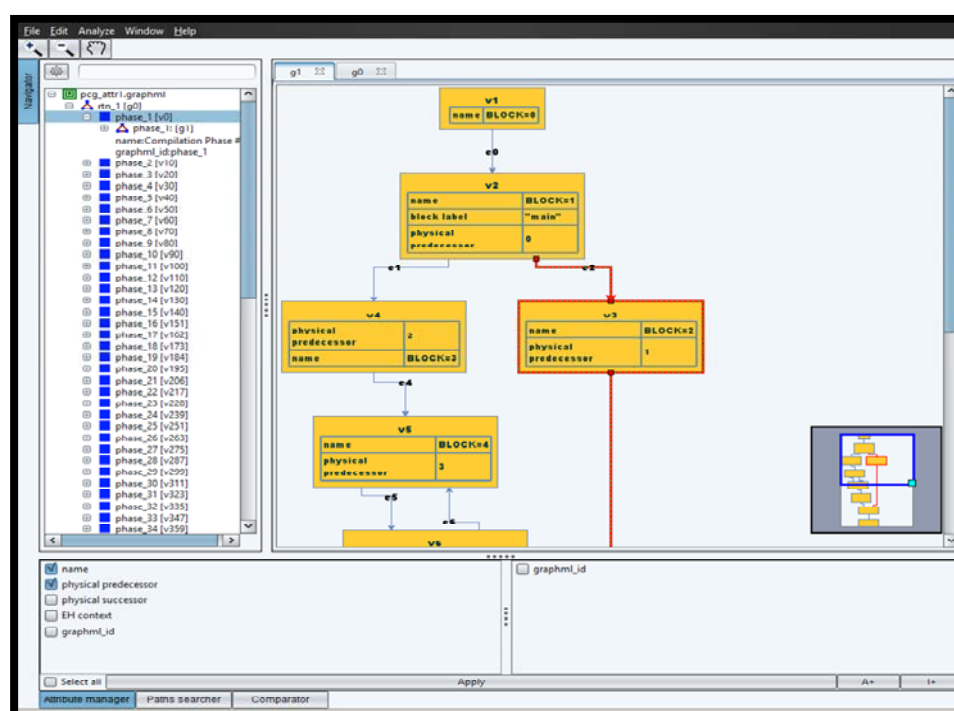 File Edit Analyze Window Help
Navigator
pcg_attr1.graphml
rtn_1 [g0]
phase_1 [v0]
phase_1: [g1]
name:Compilation Phase #
graphml_id:phase_1
phase_2 [v10]
phase_3 [v20]
phase_4 [v30]
phase_5 [v40]
phase_6 [v50]
phase_7 [v60]
phase_8 [v70]
phase_9 [v80]
phase_10 [v90]
phase_11 [v100]
phase_12 [v110]
phase_13 [v120]
phase_14 [v130]
phase_15 [v140]
phase_16 [v151]
phase_17 [v162]
phase_18 [v173]
phase_19 [v184]
phase_20 [v195]
phase_21 [v206]
phase_22 [v217]
phase_23 [v228]
phase_24 [v239]
phase_25 [v251]
phase_26 [v263]
phase_27 [v275]
phase_28 [v287]
phase_29 [v299]
phase_30 [v311]
phase_31 [v323]
phase_32 [v335]
phase_33 [v347]
phase_34 [v359]
g1 g0
v1
name BLOCK=0
e0
v2
name BLOCK=1
block label "main"
physical predecessor 0
e1 e2
v4
physical predecessor 2
name BLOCK=3
v3
name BLOCK=2
physical predecessor 1
e4
v5
name BLOCK=4
physical predecessor 3
e5 e6
v6
name
physical predecessor
physical successor
EH context
graphml_id
graphml_id
Select all Apply A+ I+
Attribute manager Paths searcher Comparator